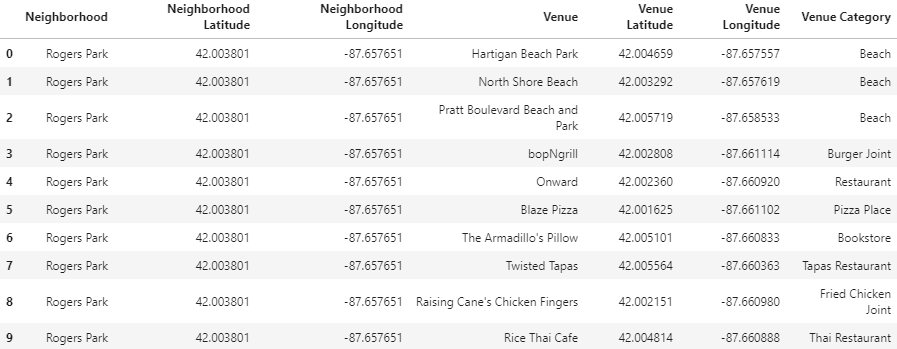 Neighborhood Neighborhood Latitude Neighborhood Longitude Venue Venue Latitude Venue Longitude Venue Category
0 Rogers Park 42.003801 -87.657651 Hartigan Beach Park 42.004659 -87.657557 Beach
1 Rogers Park 42.003801 -87.657651 North Shore Beach 42.003292 -87.657619 Beach
2 Rogers Park 42.003801 -87.657651 Pratt Boulevard Beach and Park 42.005719 -87.658533 Beach
3 Rogers Park 42.003801 -87.657651 bopNgrill 42.002808 -87.661114 Burger Joint
4 Rogers Park 42.003801 -87.657651 Onward 42.002360 -87.660920 Restaurant
5 Rogers Park 42.003801 -87.657651 Blaze Pizza 42.001625 -87.661102 Pizza Place
6 Rogers Park 42.003801 -87.657651 The Armadillo's Pillow 42.005101 -87.660833 Bookstore
7 Rogers Park 42.003801 -87.657651 Twisted Tapas 42.005564 -87.660363 Tapas Restaurant
8 Rogers Park 42.003801 -87.657651 Raising Cane's Chicken Fingers 42.002151 -87.660980 Fried Chicken Joint
9 Rogers Park 42.003801 -87.657651 Rice Thai Cafe 42.004814 -87.660888 Thai Restaurant